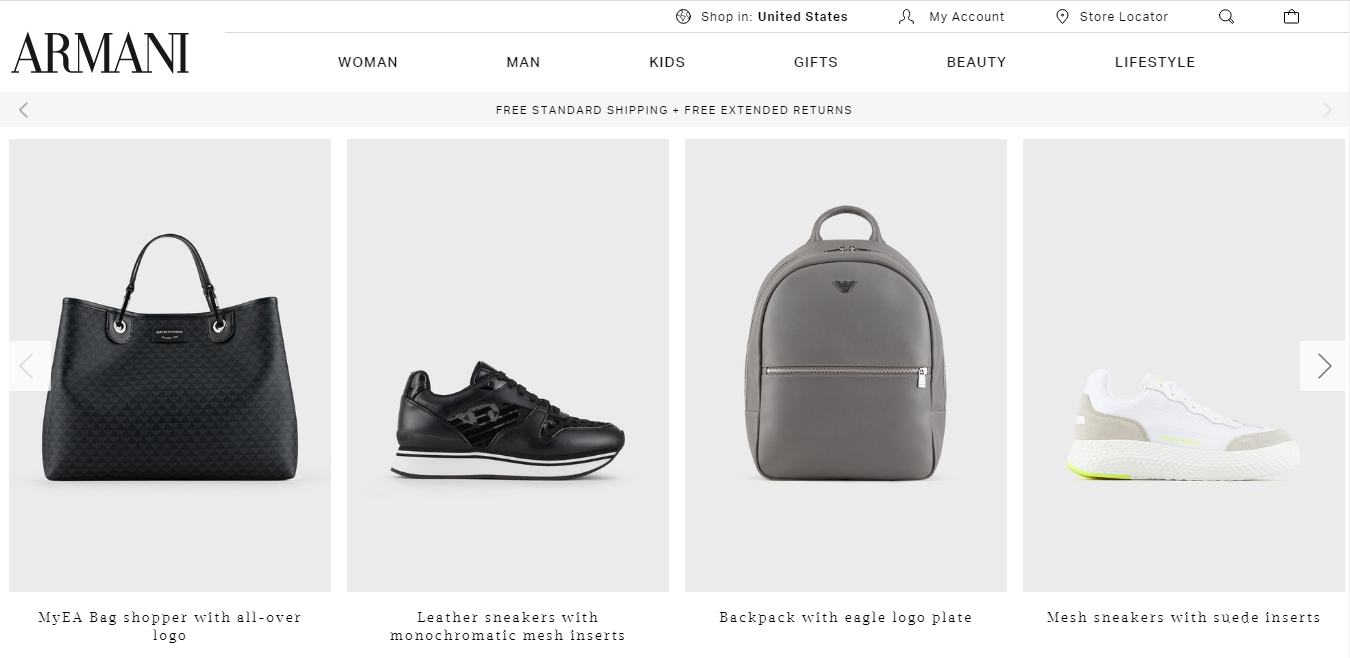 Shop in: United States
My Account
Store Locator
ARMANI
WOMAN
MAN
KIDS
GIFTS
BEAUTY
LIFESTYLE
FREE STANDARD SHIPPING + FREE EXTENDED RETURNS
MyEA Bag shopper with all-over
logo
Leather sneakers with
monochromatic mesh inserts
Backpack with eagle logo plate
Mesh sneakers with suede inserts